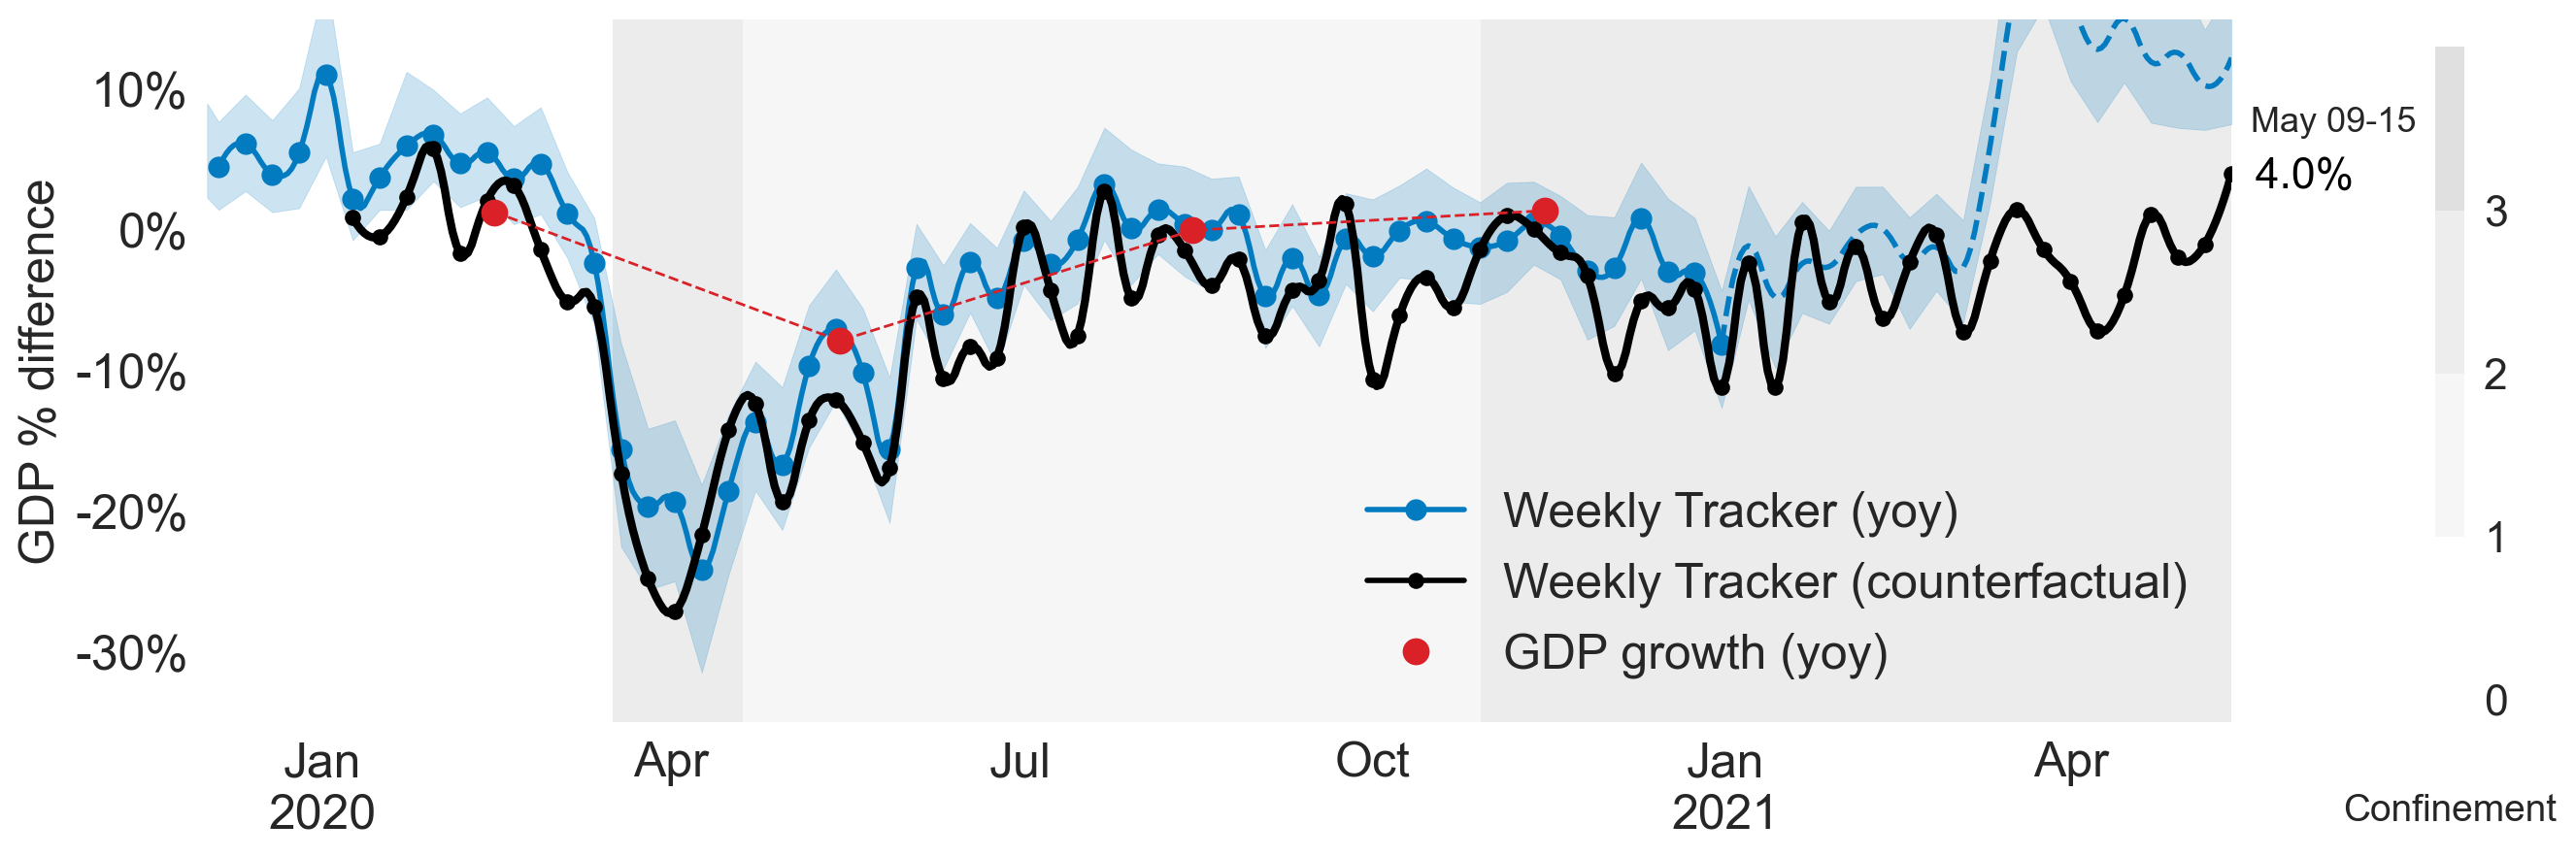 GDP % difference
10%
0%
-10%
-20%
-30%
May 09-15
4.0%
Weekly Tracker (yoy)
Weekly Tracker (counterfactual)
GDP growth (yoy)
Jan
2020
Apr
Jul
Oct
Jan
2021
Apr
3
2
1
0
Confinement